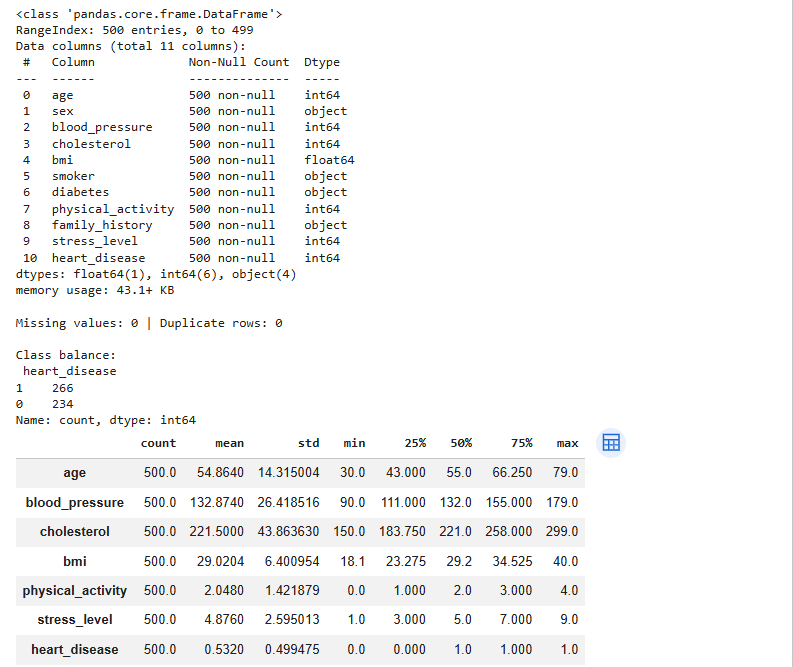 <class 'pandas.core.frame.DataFrame'>
RangeIndex: 500 entries, 0 to 499
Data columns (total 11 columns):
 #   Column             Non-Null Count  Dtype
---  ------             --------------  -----
 0   age                500 non-null    int64
 1   sex                500 non-null    object
 2   blood_pressure     500 non-null    int64
 3   cholesterol        500 non-null    int64
 4   bmi                500 non-null    float64
 5   smoker             500 non-null    object
 6   diabetes           500 non-null    object
 7   physical_activity  500 non-null    int64
 8   family_history     500 non-null    object
 9   stress_level       500 non-null    int64
 10  heart_disease      500 non-null    int64
dtypes: float64(1), int64(6), object(4)
memory usage: 43.1+ KB
Missing values: 0 | Duplicate rows: 0
Class balance:
 heart_disease
1    266
0    234
Name: count, dtype: int64
count mean std min 25% 50% 75% max
age 500.0 54.8640 14.315004 30.0 43.000 55.0 66.250 79.0
blood_pressure 500.0 132.8740 26.418516 90.0 111.000 132.0 155.000 179.0
cholesterol 500.0 221.5000 43.863630 150.0 183.750 221.0 258.000 299.0
bmi 500.0 29.0204 6.400954 18.1 23.275 29.2 34.525 40.0
physical_activity 500.0 2.0480 1.421879 0.0 1.000 2.0 3.000 4.0
stress_level 500.0 4.8760 2.595013 1.0 3.000 5.0 7.000 9.0
heart_disease 500.0 0.5320 0.499475 0.0 0.000 1.0 1.000 1.0